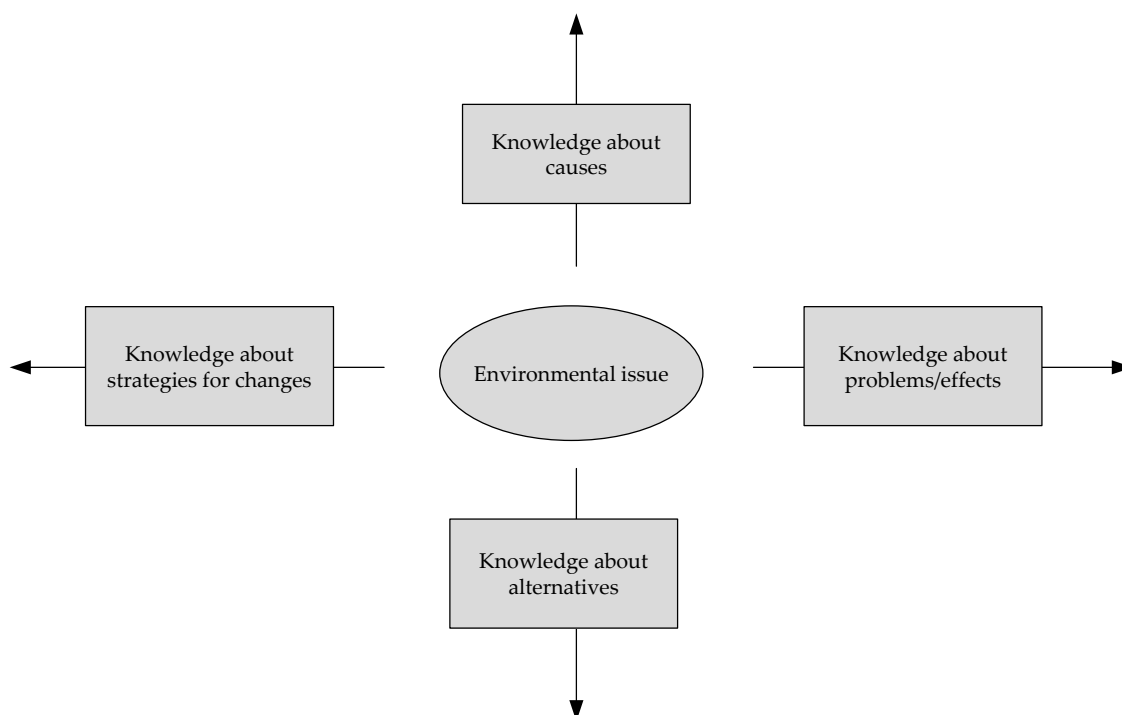 Knowledge about
causes
Knowledge about
strategies for changes
Environmental issue
Knowledge about
problems/effects
Knowledge about
alternatives